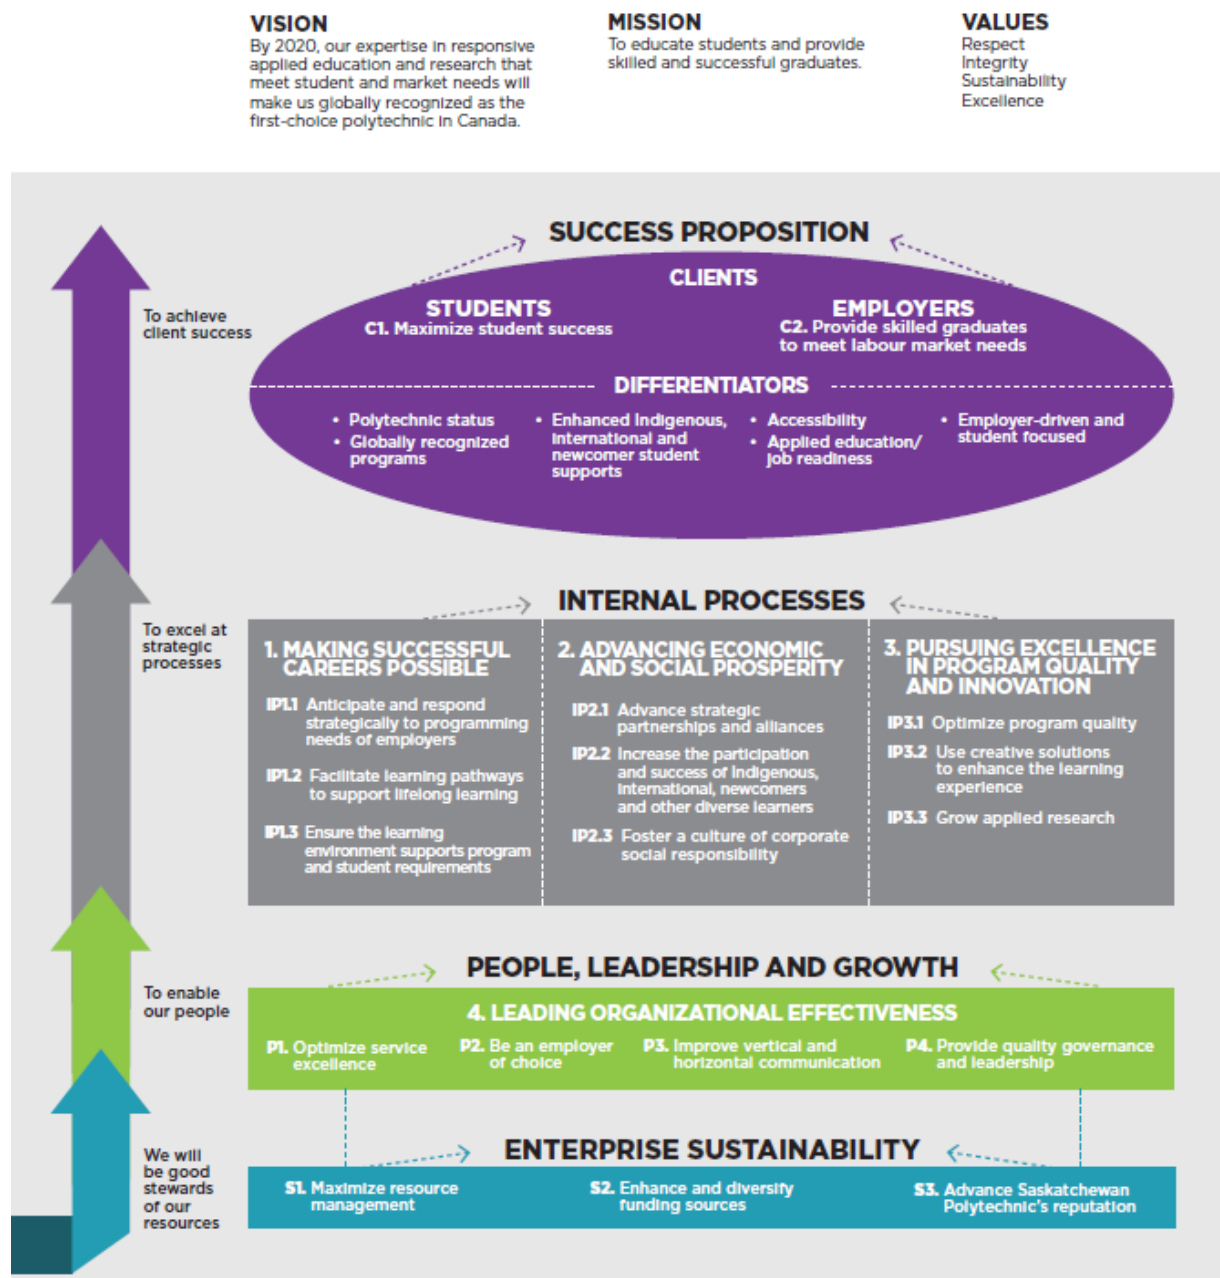 VISION
By 2020, our expertise in responsive
applied education and research that
meet student and market needs will
make us globally recognized as the
first-choice polytechnic in Canada.
MISSION
To educate students and provide
skilled and successful graduates.
VALUES
Respect
Integrity
Sustainability
Excellence
To achieve
client success
SUCCESS PROPOSITION
CLIENTS
STUDENTS
C1. Maximize student success
EMPLOYERS
C2. Provide skilled graduates
to meet labour market needs
DIFFERENTIATORS
• Polytechnic status
• Globally recognized
programs
• Enhanced Indigenous,
international and
newcomer student
supports
• Accessibility
• Applied education/
job readiness
• Employer-driven and
student focused
To excel at
strategic
processes
INTERNAL PROCESSES
1. MAKING SUCCESSFUL
CAREERS POSSIBLE
IP1.1 Anticipate and respond
strategically to programming
needs of employers
IP1.2 Facilitate learning pathways
to support lifelong learning
IP1.3 Ensure the learning
environment supports program
and student requirements
2. ADVANCING ECONOMIC
AND SOCIAL PROSPERITY
IP2.1 Advance strategic
partnerships and alliances
IP2.2 Increase the participation
and success of Indigenous,
international, newcomers
and other diverse learners
IP2.3 Foster a culture of corporate
social responsibility
3. PURSUING EXCELLENCE
IN PROGRAM QUALITY
AND INNOVATION
IP3.1 Optimize program quality
IP3.2 Use creative solutions
to enhance the learning
experience
IP3.3 Grow applied research
To enable
our people
PEOPLE, LEADERSHIP AND GROWTH
4. LEADING ORGANIZATIONAL EFFECTIVENESS
P1. Optimize service
excellence
P2. Be an employer
of choice
P3. Improve vertical and
horizontal communication
P4. Provide quality governance
and leadership
We will
be good
stewards
of our
resources
ENTERPRISE SUSTAINABILITY
S1. Maximize resource
management
S2. Enhance and diversify
funding sources
S3. Advance Saskatchewan
Polytechnic's reputation